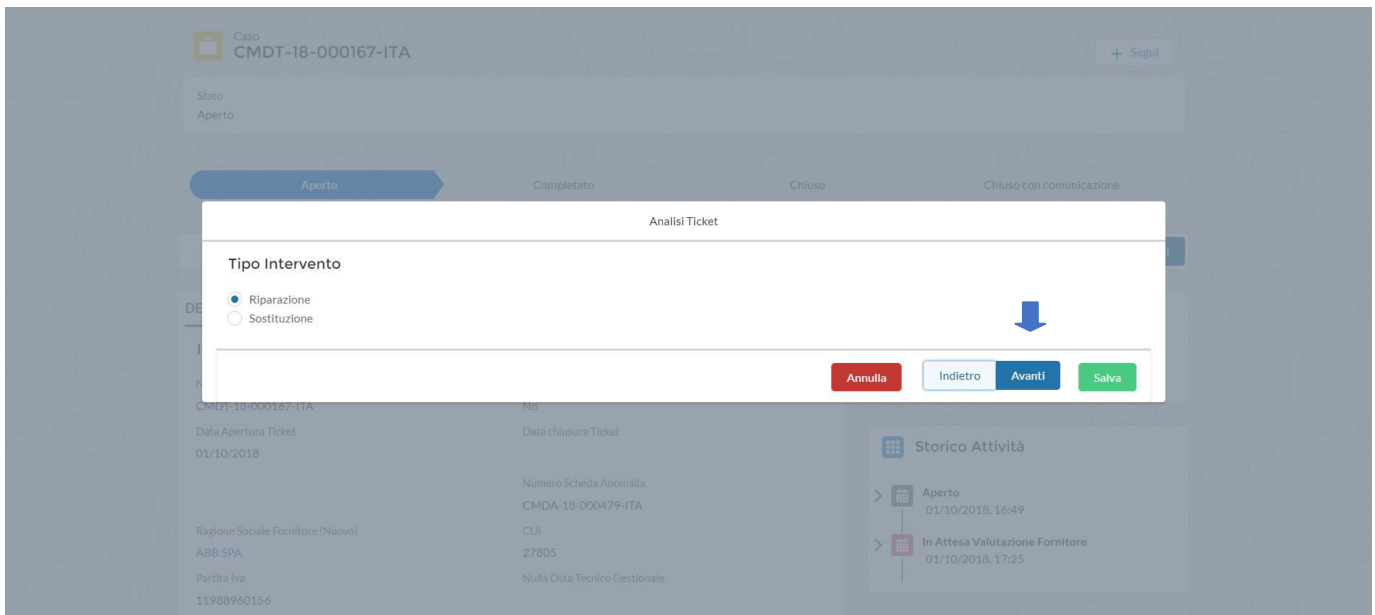 Caso
CMDT-18-000167-ITA
+ Segui
Stato
Aperto
Aperto
Completato
Chiuso
Chiuso con comunicazione
Analisi Ticket
Tipo Intervento
Riparazione
Sostituzione
Annulla
Indietro
Avanti
Salva
DE
CMDT-18-000167-ITA
No
Data Apertura Ticket
Data chiusura Ticket
01/10/2018
Numero Scheda Anomalia
CMDA-18-000479-ITA
Ragione Sociale Fornitore (Nuovo)
CUI
ABB SPA
27805
Partita Iva
Nulla Osta Tecnico Gestionale
11988960156
Storico Attività
Aperto
01/10/2018, 16:49
In Attesa Valutazione Fornitore
01/10/2018, 17:25